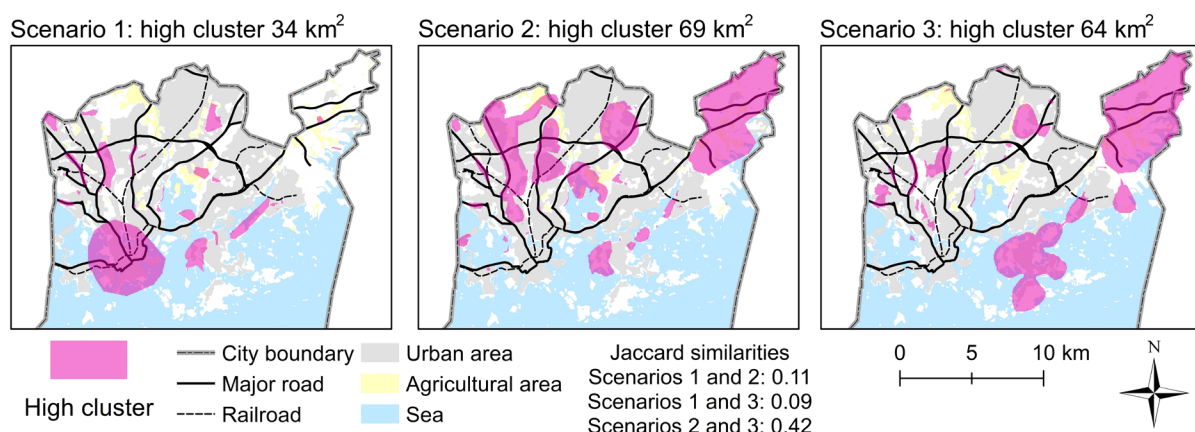 Scenario 1: high cluster 34 km²
Scenario 2: high cluster 69 km²
Scenario 3: high cluster 64 km²
High cluster
City boundary
Major road
Railroad
Urban area
Agricultural area
Sea
Jaccard similarities
Scenarios 1 and 2: 0.11
Scenarios 1 and 3: 0.09
Scenarios 2 and 3: 0.42
0 5 10 km
N